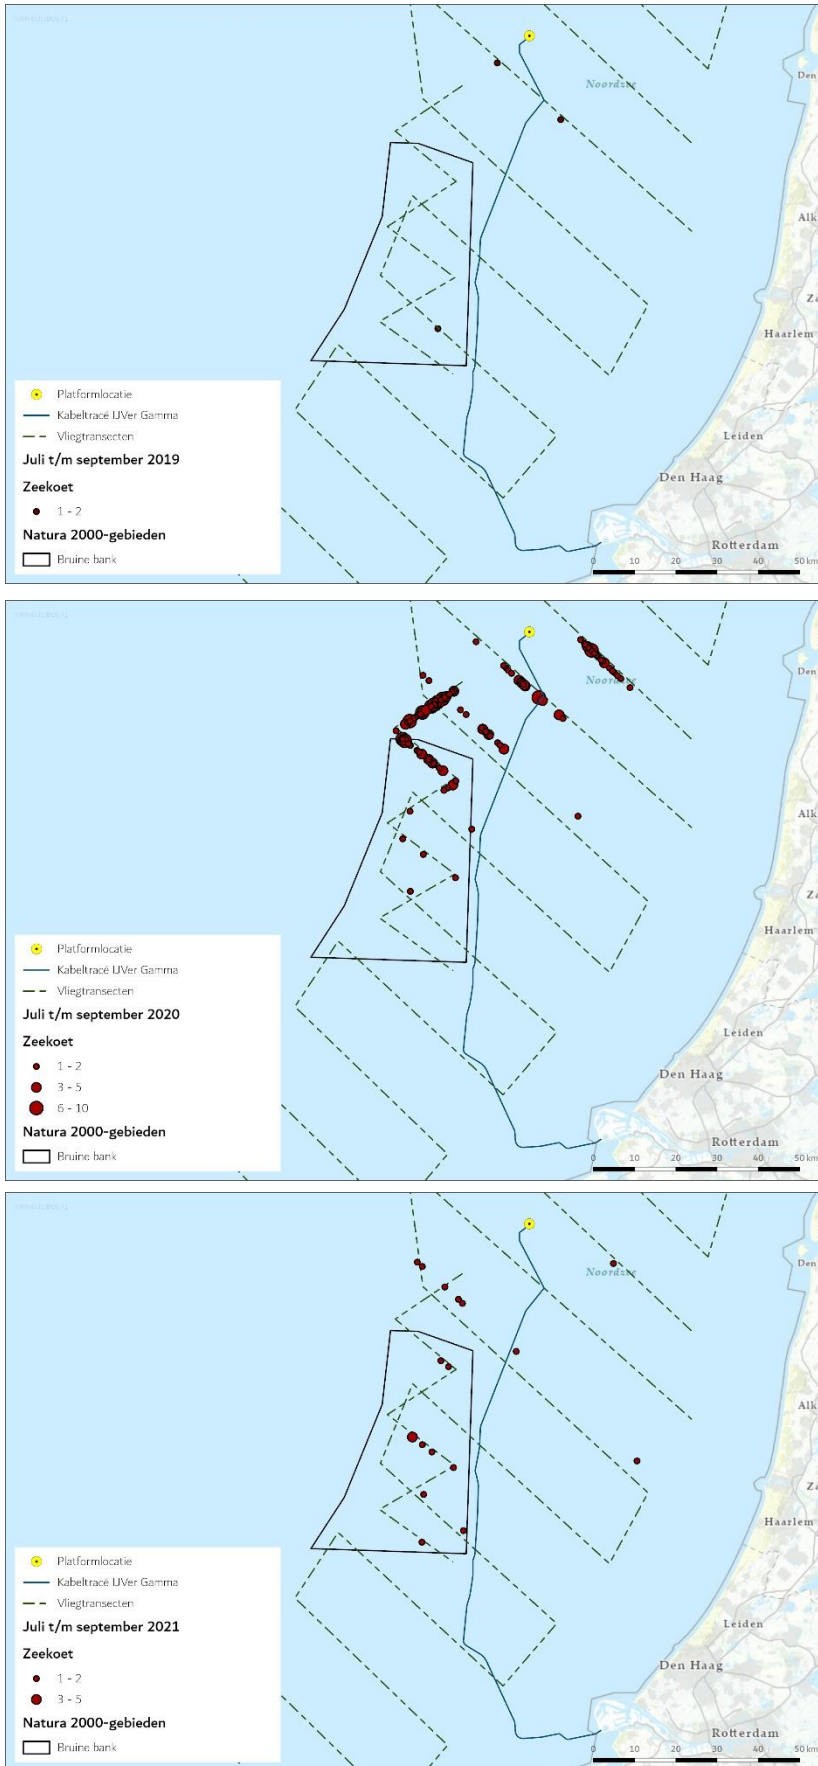 Noordzee
Den
Alk
Za
Haarlem
Leiden
Den Haag
Rotterdam
0 10 20 30 40 50 km
Platformlocatie
Kabeltracé IJVer Gamma
Vliegtransecten
Juli t/m september 2019
Zeekoet
1 - 2
Natura 2000-gebieden
Bruine bank
Noordzee
Den
Alk
Za
Haarlem
Leiden
Den Haag
Rotterdam
0 10 20 30 40 50 km
Platformlocatie
Kabeltracé IJVer Gamma
Vliegtransecten
Juli t/m september 2020
Zeekoet
1 - 2
3 - 5
6 - 10
Natura 2000-gebieden
Bruine bank
Noordzee
Den
Alk
Za
Haarlem
Leiden
Den Haag
Rotterdam
0 10 20 30 40 50 km
Platformlocatie
Kabeltracé IJVer Gamma
Vliegtransecten
Juli t/m september 2021
Zeekoet
1 - 2
3 - 5
Natura 2000-gebieden
Bruine bank